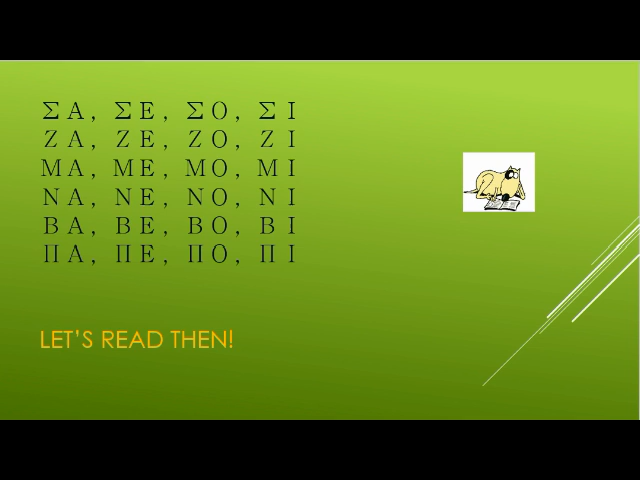 ΣΑ, ΣΕ, ΣΟ, ΣΙ
ΖΑ, ΖΕ, ΖΟ, ΖΙ
ΜΑ, ΜΕ, ΜΟ, ΜΙ
ΝΑ, ΝΕ, ΝΟ, ΝΙ
ΒΑ, ΒΕ, ΒΟ, ΒΙ
ΠΑ, ΠΕ, ΠΟ, ΠΙ
LET’S READ THEN!